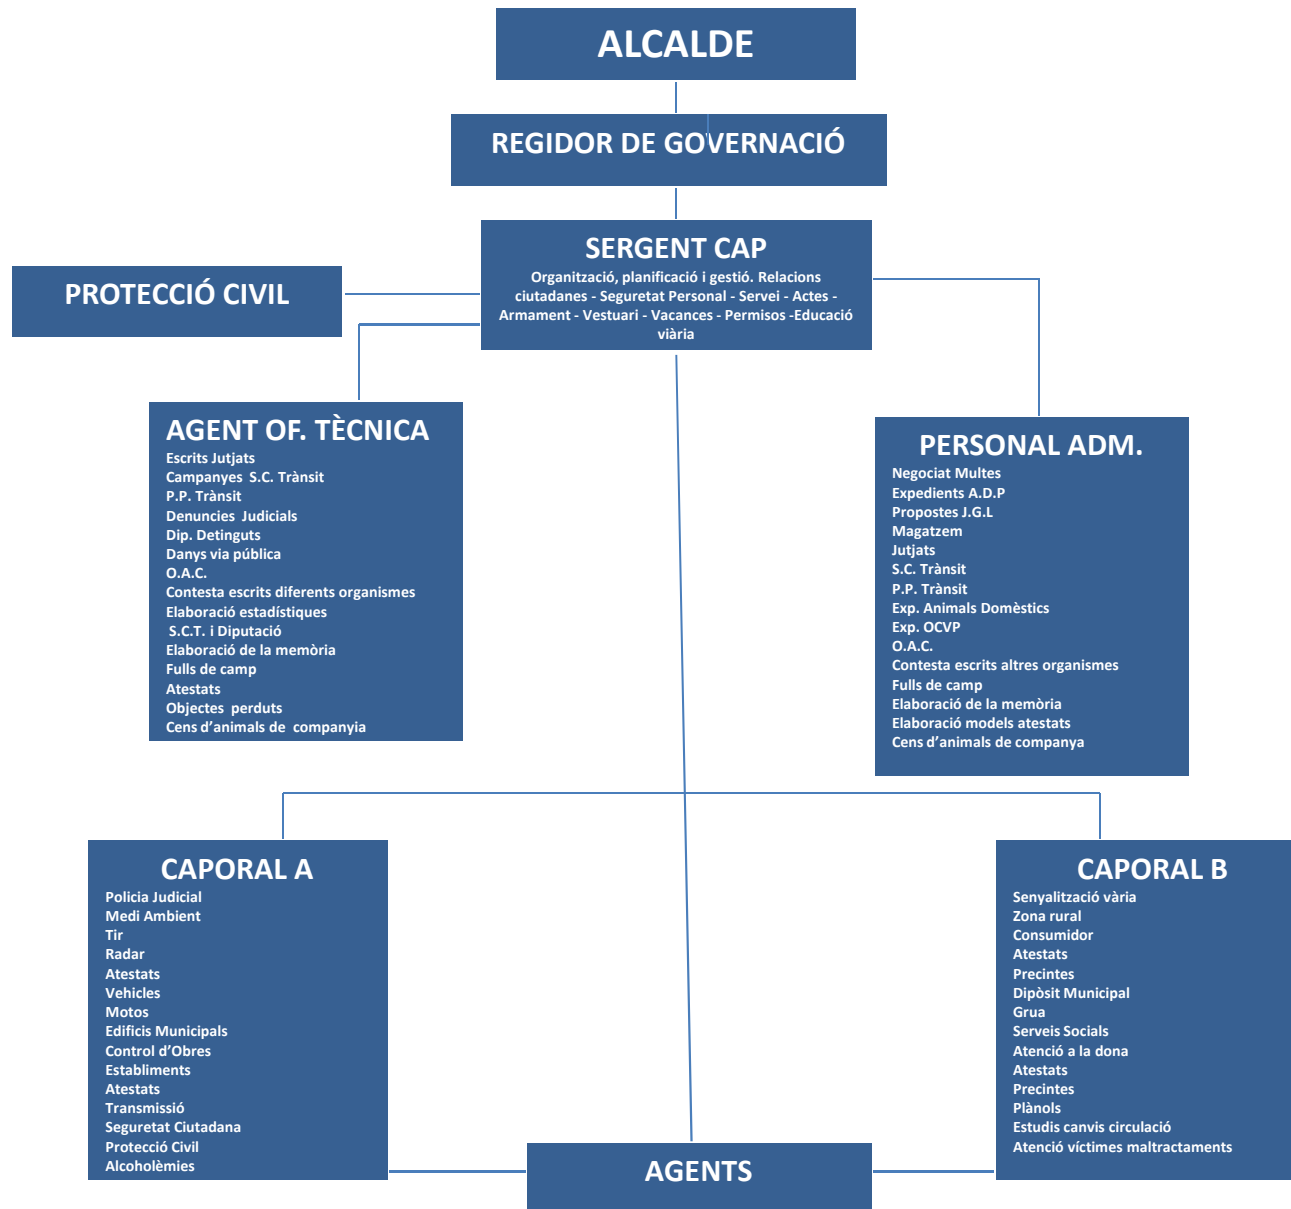 ALCALDE
REGIDOR DE GOVERNACIÓ
SERGENT CAP
Organització, planificació i gestió. Relacions
ciutadanes - Seguretat Personal - Servei - Actes -
Armament - Vestuari - Vacances - Permisos -Educació
viària
PROTECCIÓ CIVIL
AGENT OF. TÈCNICA
Escrits Jutjats
Campanyes S.C. Trànsit
P.P. Trànsit
Denuncies Judicials
Dip. Detinguts
Danys via pública
O.A.C.
Contesta escrits diferents organismes
Elaboració estadístiques
S.C.T. i Diputació
Elaboració de la memòria
Fulls de camp
Atestats
Objectes perduts
Cens d’animals de companyia
PERSONAL ADM.
Negociat Multes
Expedients A.D.P
Propostes J.G.L
Magatzem
Jutjats
S.C. Trànsit
P.P. Trànsit
Exp. Animals Domèstics
Exp. OCVP
O.A.C.
Contesta escrits altres organismes
Fulls de camp
Elaboració de la memòria
Elaboració models atestats
Cens d’animals de companya
CAPORAL A
Policia Judicial
Medi Ambient
Tir
Radar
Atestats
Vehicles
Motos
Edificis Municipals
Control d’Obres
Establiments
Atestats
Transmissió
Seguretat Ciutadana
Protecció Civil
Alcoholèmies
CAPORAL B
Senyalització vària
Zona rural
Consumidor
Atestats
Precintes
Dipòsit Municipal
Grua
Serveis Socials
Atenció a la dona
Atestats
Precintes
Plànols
Estudis canvis circulació
Atenció víctimes maltractaments
AGENTS